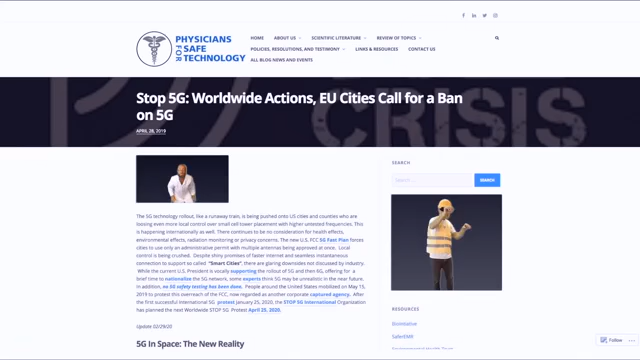 PHYSICIANS
FOR
SAFE
TECHNOLOGY
HOME ABOUT US SCIENTIFIC LITERATURE REVIEW OF TOPICS
POLICIES, RESOLUTIONS, AND TESTIMONY LINKS & RESOURCES CONTACT US
ALL BLOG NEWS AND EVENTS
CRISIS
Stop 5G: Worldwide Actions, EU Cities Call for a Ban
on 5G
APRIL 28, 2019
The 5G technology rollout, like a runaway train, is being pushed onto US cities and counties who are
loosing even more local control over small cell tower placement with higher untested frequencies. This
is happening internationally as well. There continues to be no consideration for health effects,
environmental effects, radiation monitoring or privacy concerns. The new U.S. FCC 5G Fast Plan forces
cities to use only an administrative permit with multiple antennas being approved at once. Local
control is being crushed. Despite shiny promises of faster internet and seamless instantaneous
connection to support so called "Smart Cities", there are glaring downsides not discussed by industry.
While the current U.S. President is vocally supporting the rollout of 5G and then 6G, offering for a
brief time to nationalize the 5G network, some experts think 5G may be unrealistic in the near future.
In addition, no 5G safety testing has been done. People around the United States mobilized on May 15,
2019 to protest this overreach of the FCC, now regarded as another corporate captured agency. After
the first successful International 5G protest January 25, 2020, the STOP 5G International Organization
has planned the next Worldwide STOP 5G Protest April 25, 2020.
Update 02/29/20
5G In Space: The New Reality
SEARCH
Search …
SEARCH
RESOURCES
BioInitiative
SaferEMR
Environmental Health Trust
Follow